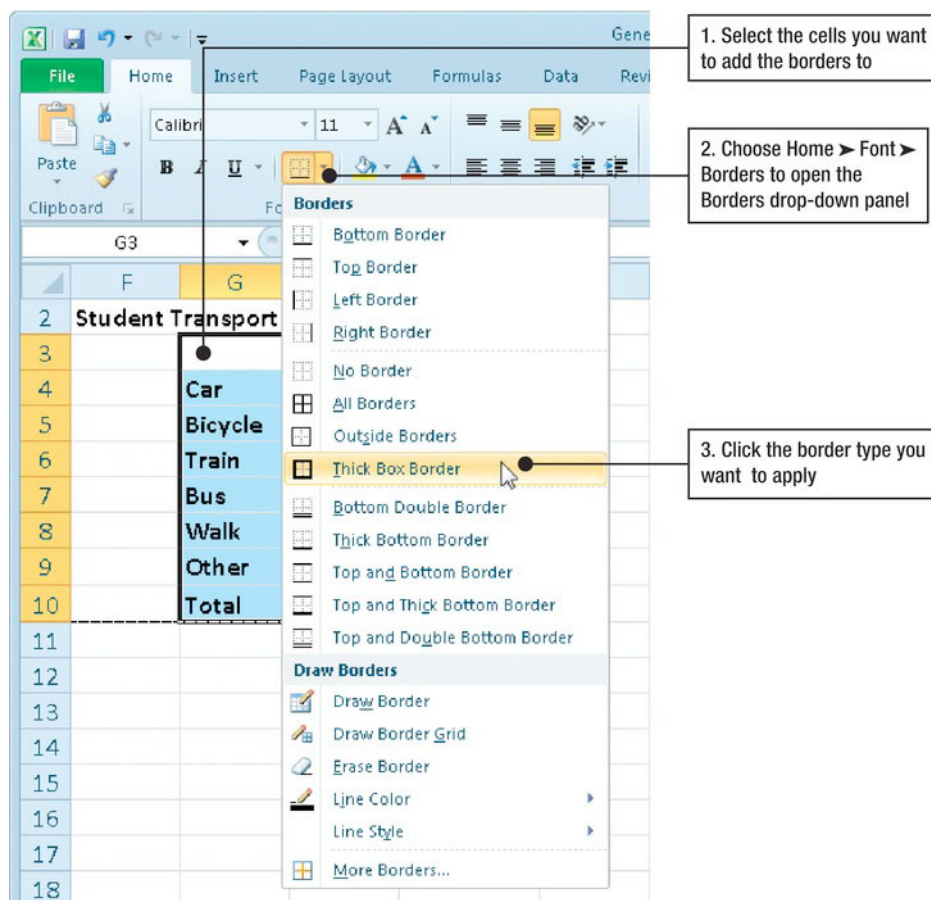 Gene
File Home Insert Page Layout Formulas Data Revi
Calibri 11 A A
Paste B I U A
Clipboard Fo
G3
F G
2 Student Transport
3
4 Car
5 Bicycle
6 Train
7 Bus
8 Walk
9 Other
10 Total
11
12
13
14
15
16
17
18
Borders
Bottom Border
Top Border
Left Border
Right Border
No Border
All Borders
Outside Borders
Thick Box Border
Bottom Double Border
Thick Bottom Border
Top and Bottom Border
Top and Thick Bottom Border
Top and Double Bottom Border
Draw Borders
Draw Border
Draw Border Grid
Erase Border
Line Color
Line Style
More Borders...
1. Select the cells you want
to add the borders to
2. Choose Home ➤ Font ➤
Borders to open the
Borders drop-down panel
3. Click the border type you
want to apply